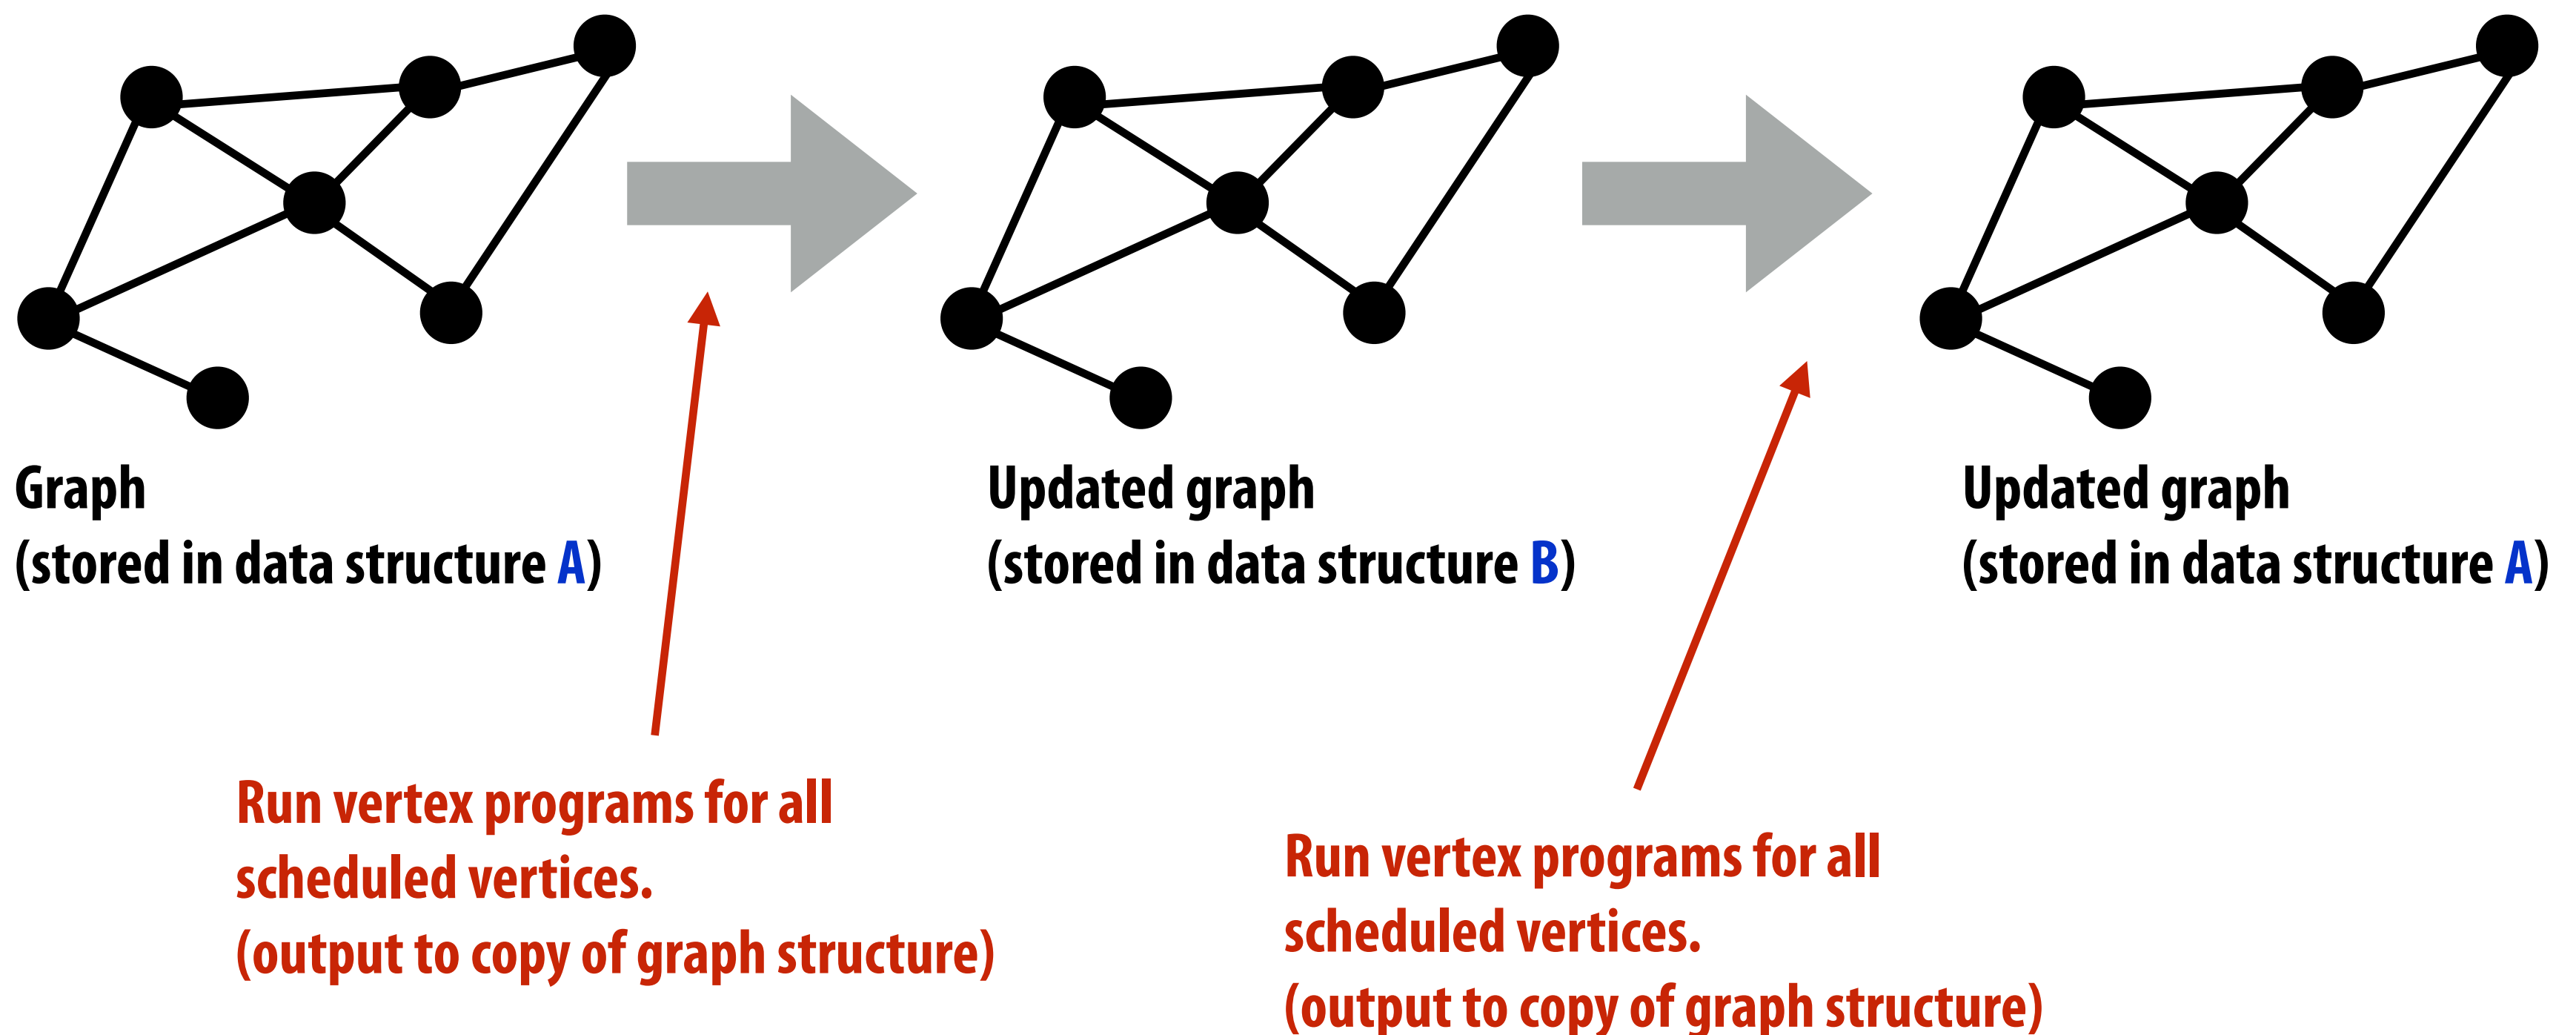 Graph
(stored in data structure A)
Updated graph
(stored in data structure B)
Updated graph
(stored in data structure A)
Run vertex programs for all
scheduled vertices.
(output to copy of graph structure)
Run vertex programs for all
scheduled vertices.
(output to copy of graph structure)